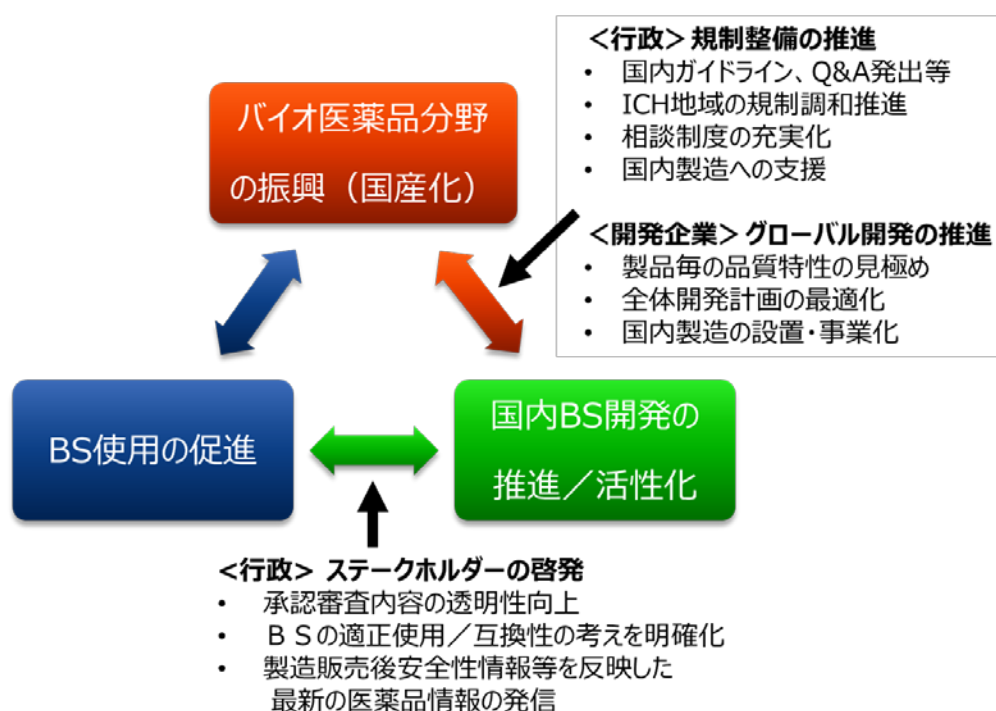 バイオ医薬品分野
の振興（国産化）
＜行政＞規制整備の推進
• 国内ガイドライン、Q&A発出等
• ICH地域の規制調和推進
• 相談制度の充実化
• 国内製造への支援
＜開発企業＞グローバル開発の推進
• 製品毎の品質特性の見極め
• 全体開発計画の最適化
• 国内製造の設置・事業化
BS使用の促進
国内BS開発の
推進／活性化
＜行政＞ ステークホルダーの啓発
• 承認審査内容の透明性向上
• ＢＳの適正使用／互換性の考えを明確化
• 製造販売後安全性情報等を反映した
最新の医薬品情報の発信